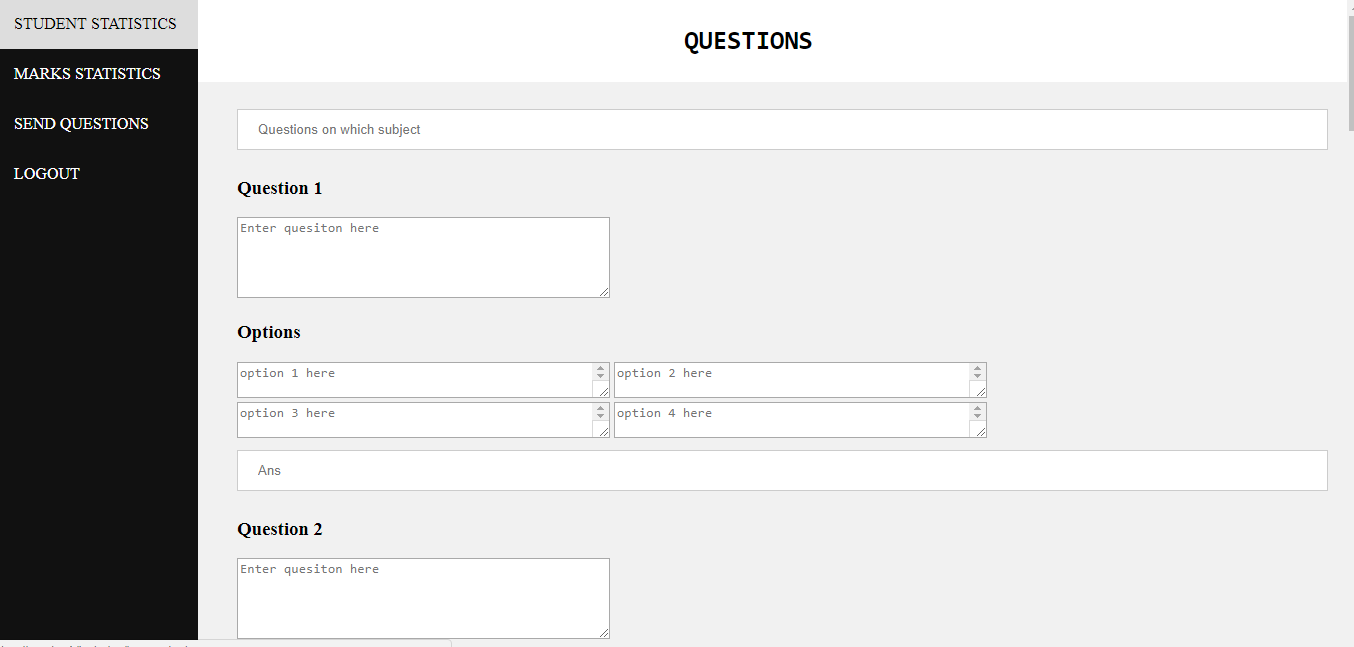 STUDENT STATISTICS
MARKS STATISTICS
SEND QUESTIONS
LOGOUT
QUESTIONS
Questions on which subject
Question 1
Enter quesiton here
Options
option 1 here
option 2 here
option 3 here
option 4 here
Ans
Question 2
Enter quesiton here